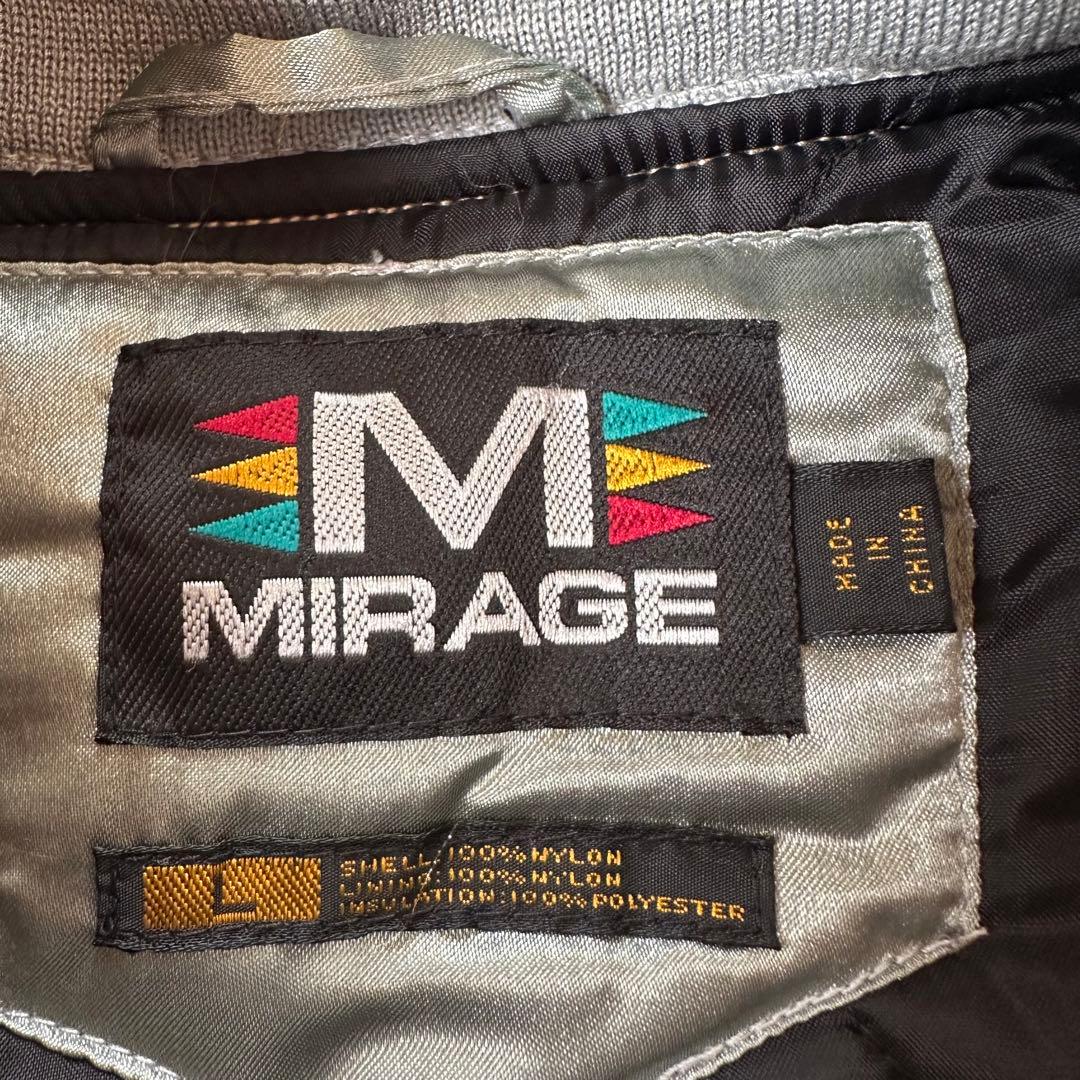 M
MIRAGE
MADE
IN
CHINA
L
SHELL:100%NYLON
LINING:100%NYLON
INSULATION:100%POLYESTER